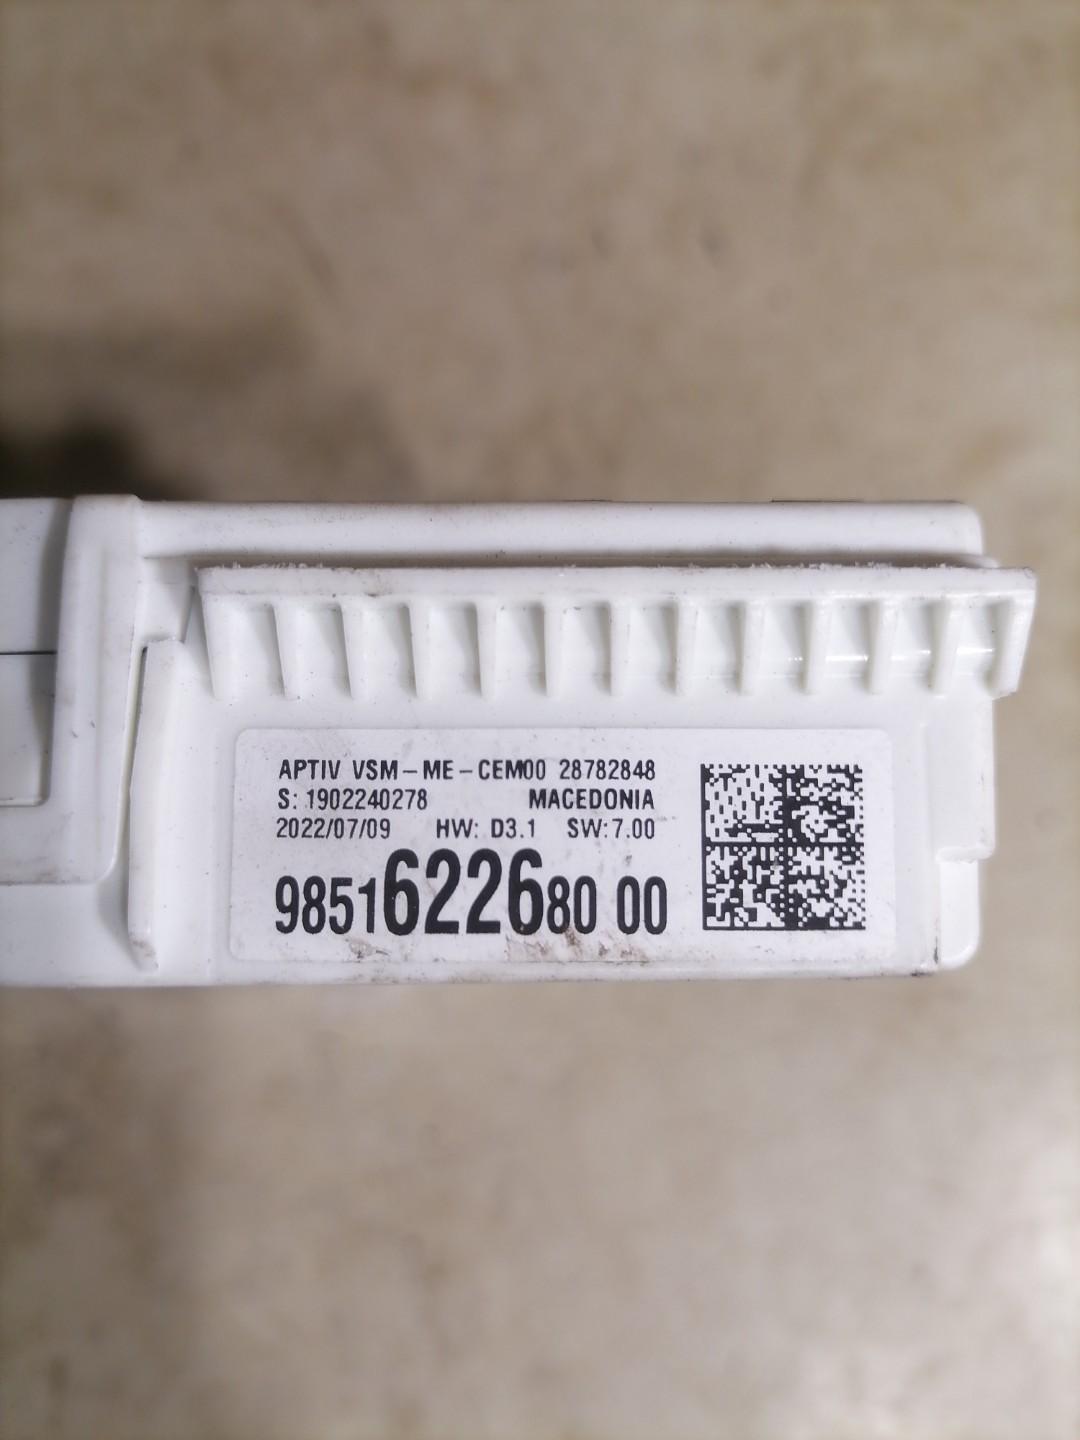 APTIV VSM-ME-CEM00 28782848
S: 1902240278 MACEDONIA
2022/07/09 HW: D3.1 SW:7.00
9851622680 00